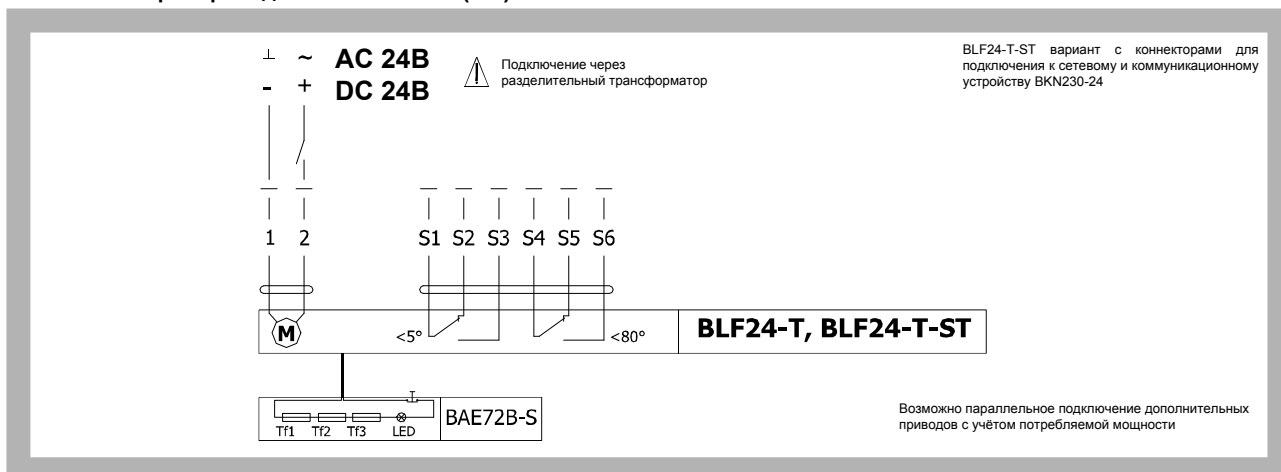 ⊥ ~ AC 24В
- + DC 24В
Подключение через
разделительный трансформатор
BLF24-T-ST вариант с коннекторами для
подключения к сетевому и коммуникационному
устройству BKN230-24
1 2 S1 S2 S3 S4 S5 S6
M <5° <80° BLF24-T, BLF24-T-ST
Tf1 Tf2 Tf3 LED BAE72B-S
Возможно параллельное подключение дополнительных
приводов с учётом потребляемой мощности